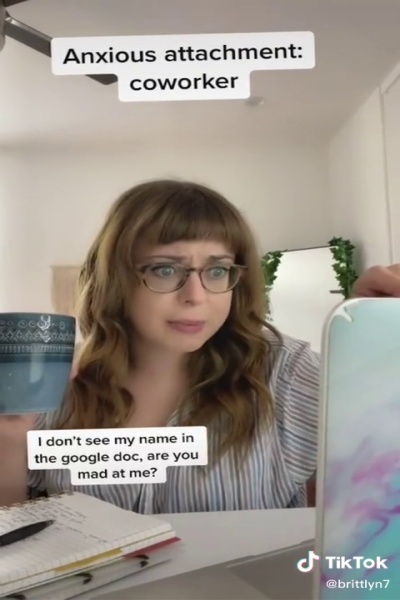 Anxious attachment:
coworker
I don't see my name in
the google doc, are you
mad at me?
TikTok
@brittlyn7